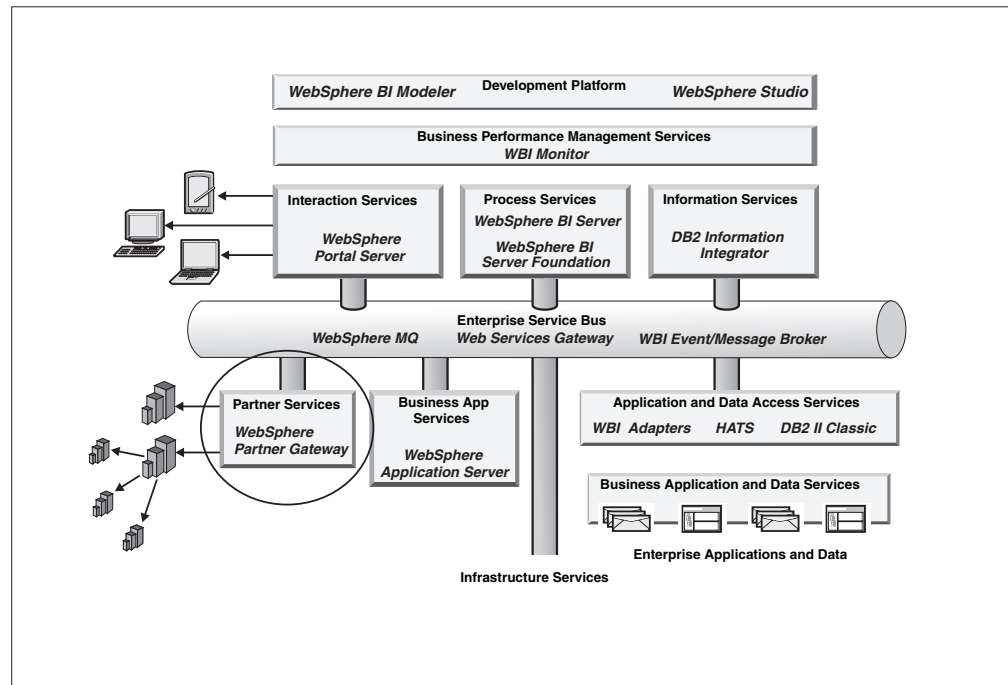 Development Platform
WebSphere BI Modeler
WebSphere Studio
Business Performance Management Services
WBI Monitor
Interaction Services
WebSphere
Portal Server
Process Services
WebSphere BI Server
WebSphere BI
Server Foundation
Information Services
DB2 Information
Integrator
Enterprise Service Bus
WebSphere MQ
Web Services Gateway
WBI Event/Message Broker
Partner Services
WebSphere
Partner Gateway
Business App
Services
WebSphere
Application Server
Application and Data Access Services
WBI Adapters
HATS
DB2 II Classic
Business Application and Data Services
Enterprise Applications and Data
Infrastructure Services